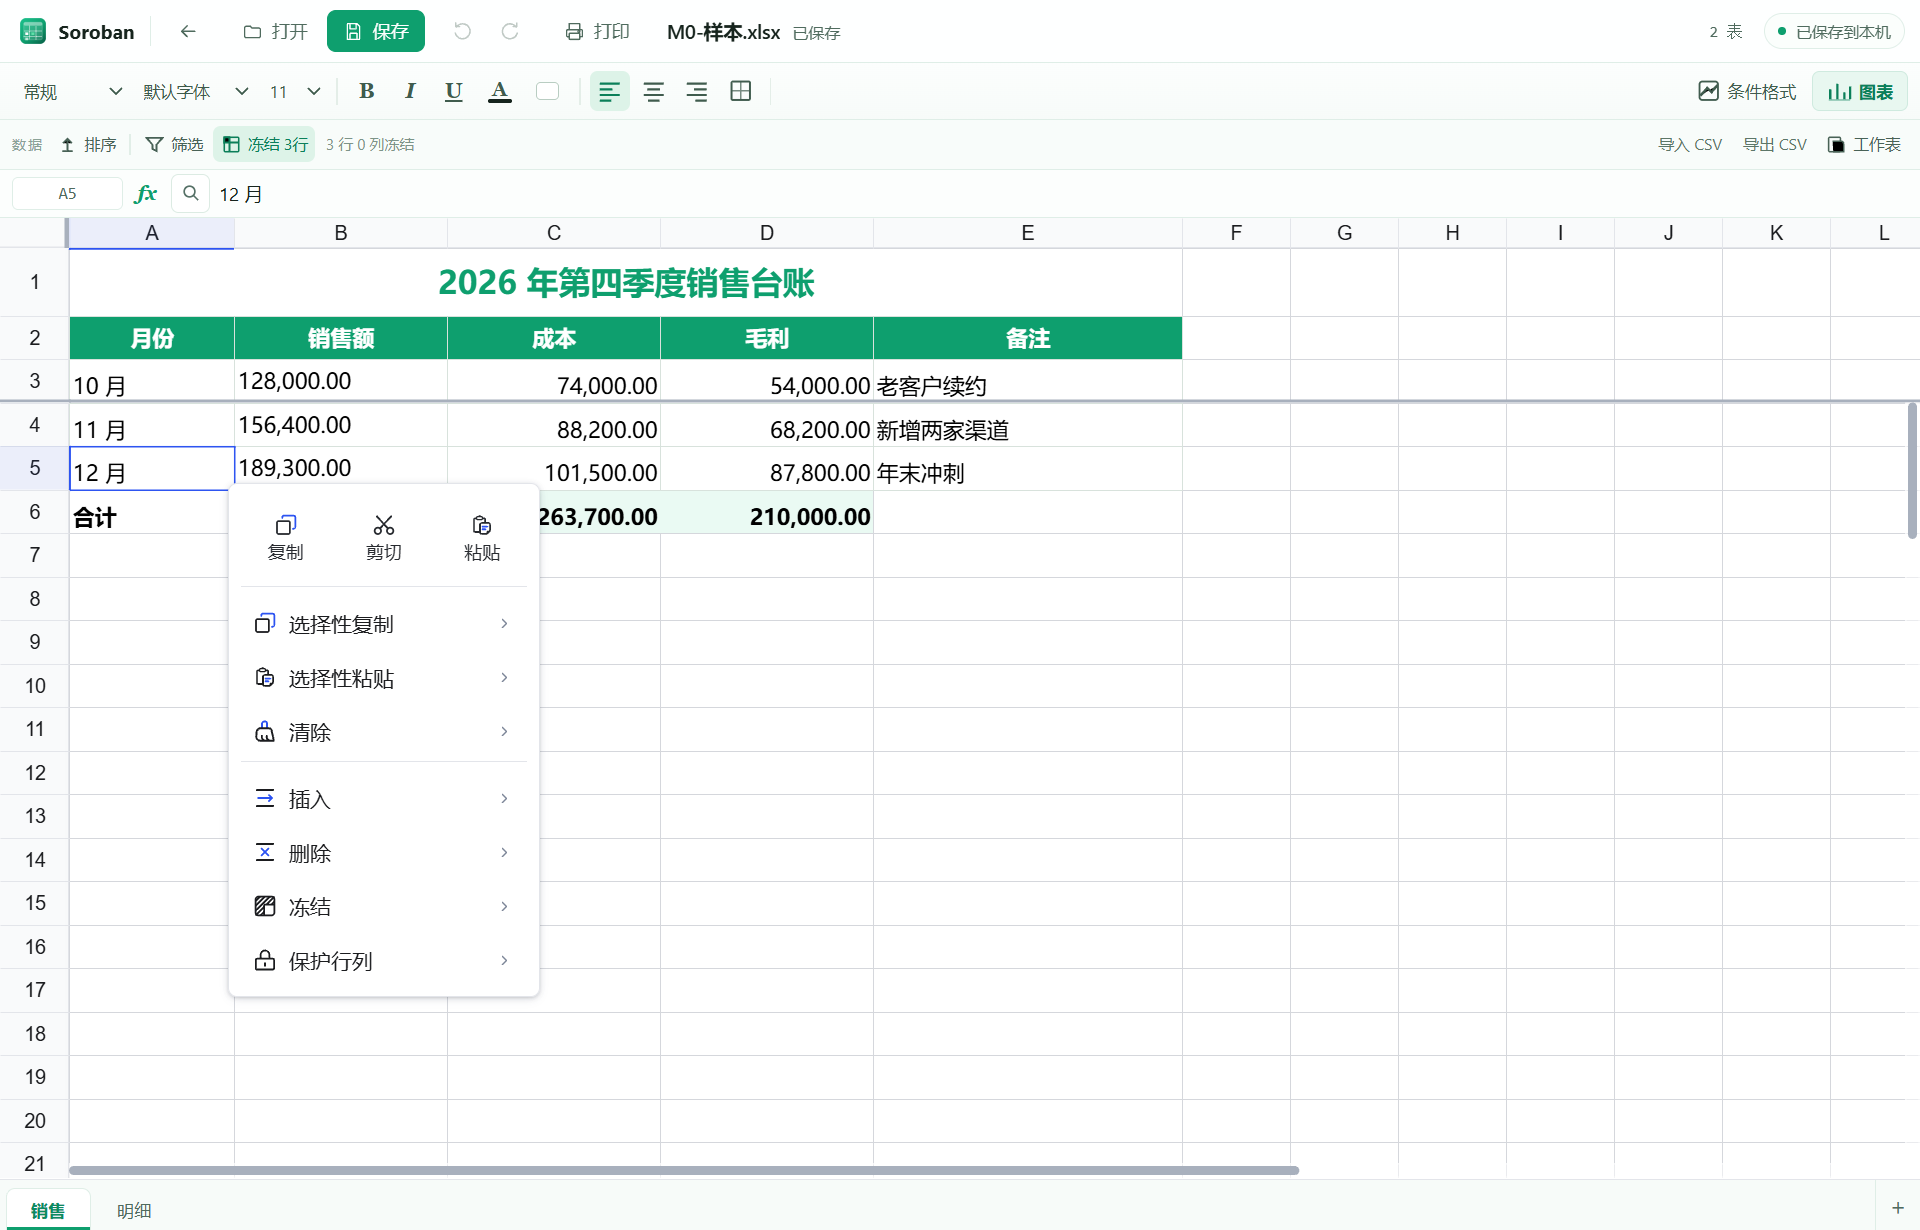 Soroban
打开
保存
打印
M0-样本.xlsx
已保存
2 表
已保存到本机
常规
默认字体
11
B
I
U
A
条件格式
图表
数据
排序
筛选
冻结 3行
3 行 0 列冻结
导入 CSV
导出 CSV
工作表
A5
fx
12 月
A B C D E F G H I J K L
1 2026 年第四季度销售台账
2 月份 销售额 成本 毛利 备注
3 10 月 128,000.00 74,000.00 54,000.00 老客户续约
4 11 月 156,400.00 88,200.00 68,200.00 新增两家渠道
5 12 月 189,300.00 101,500.00 87,800.00 年末冲刺
6 合计 263,700.00 210,000.00
7
8
9
10
11
12
13
14
15
16
17
18
19
20
21
复制
剪切
粘贴
选择性复制
选择性粘贴
清除
插入
删除
冻结
保护行列
销售
明细